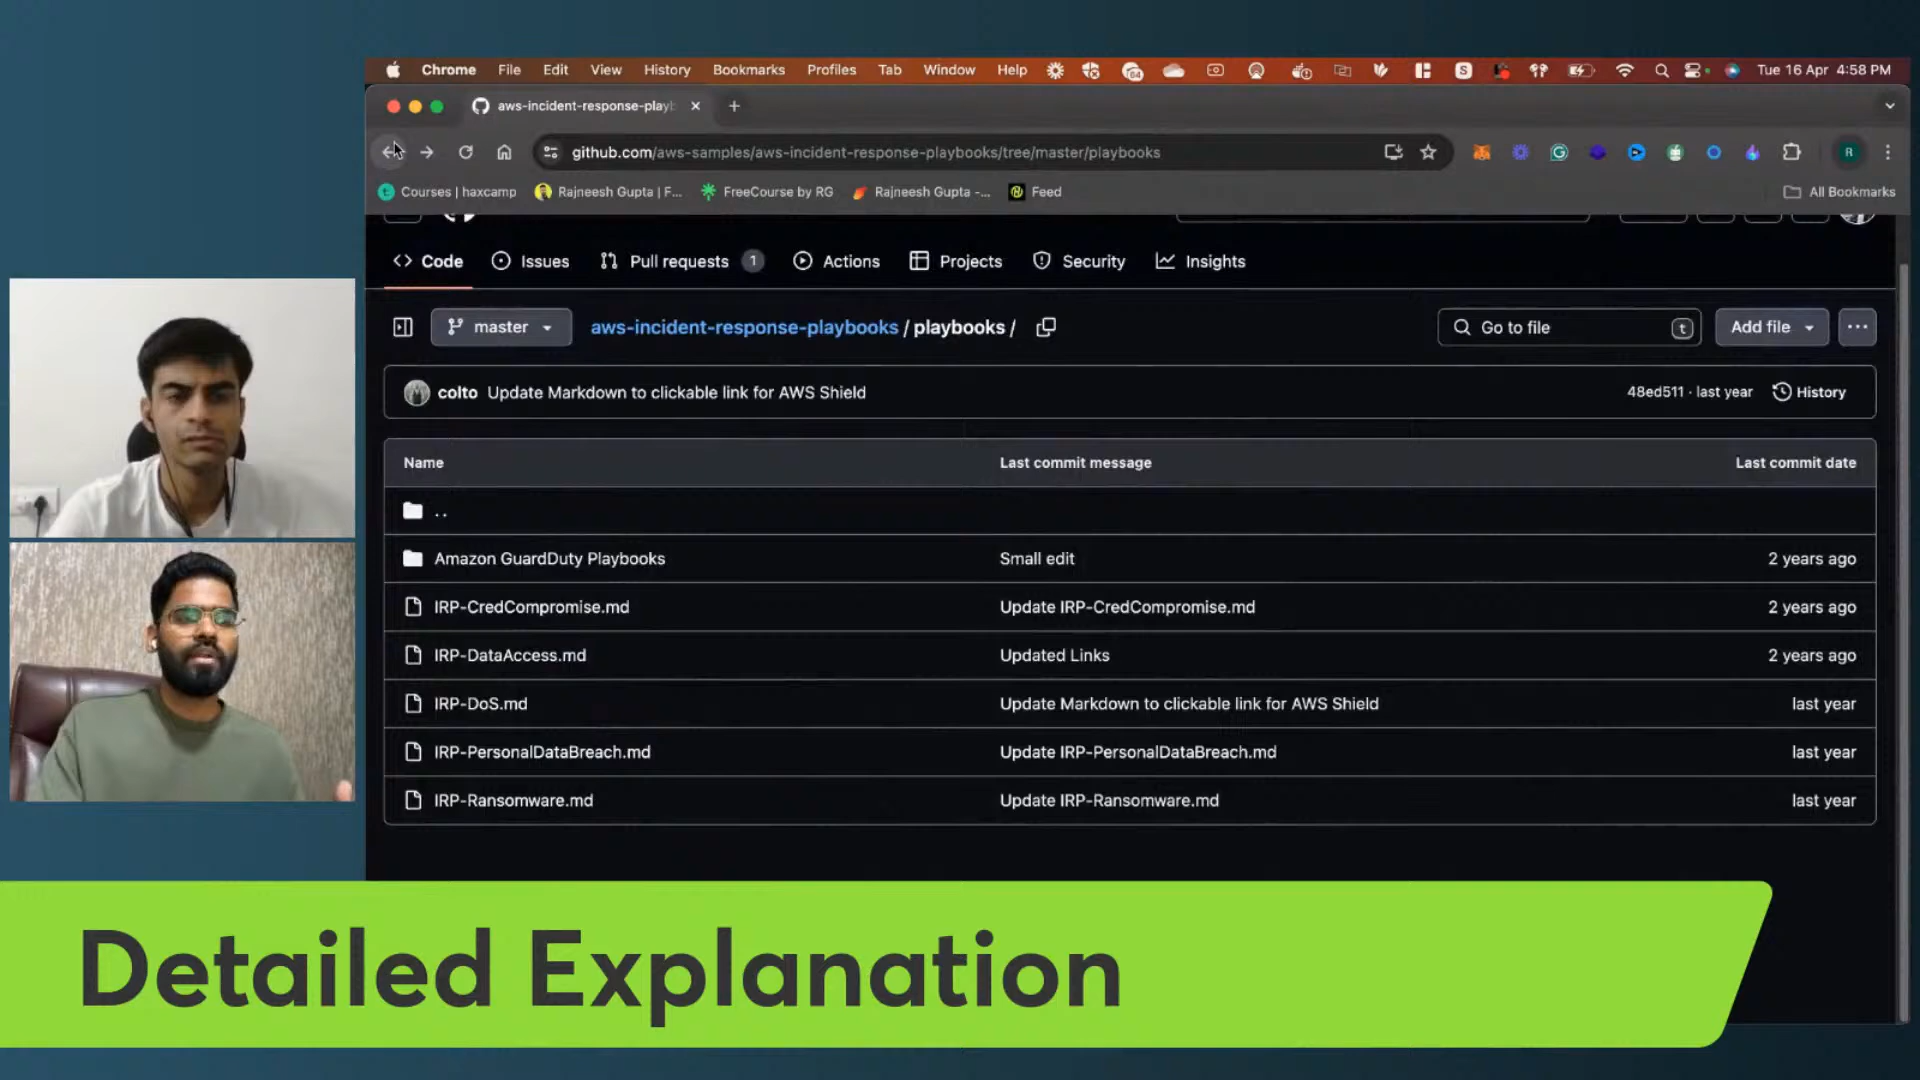 Chrome File Edit View History Bookmarks Profiles Tab Window Help 64 S Tue 16 Apr 4:58 PM
aws-incident-response-playb
github.com/aws-samples/aws-incident-response-playbooks/tree/master/playbooks R
Courses | haxcamp Rajneesh Gupta | F... FreeCourse by RG Rajneesh Gupta -... Feed All Bookmarks
Code Issues Pull requests 1 Actions Projects Security Insights
master aws-incident-response-playbooks / playbooks / Go to file t Add file
colto Update Markdown to clickable link for AWS Shield 48ed511 · last year History
Name Last commit message Last commit date
..
Amazon GuardDuty Playbooks Small edit 2 years ago
IRP-CredCompromise.md Update IRP-CredCompromise.md 2 years ago
IRP-DataAccess.md Updated Links 2 years ago
IRP-DoS.md Update Markdown to clickable link for AWS Shield last year
IRP-PersonalDataBreach.md Update IRP-PersonalDataBreach.md last year
IRP-Ransomware.md Update IRP-Ransomware.md last year
Detailed Explanation